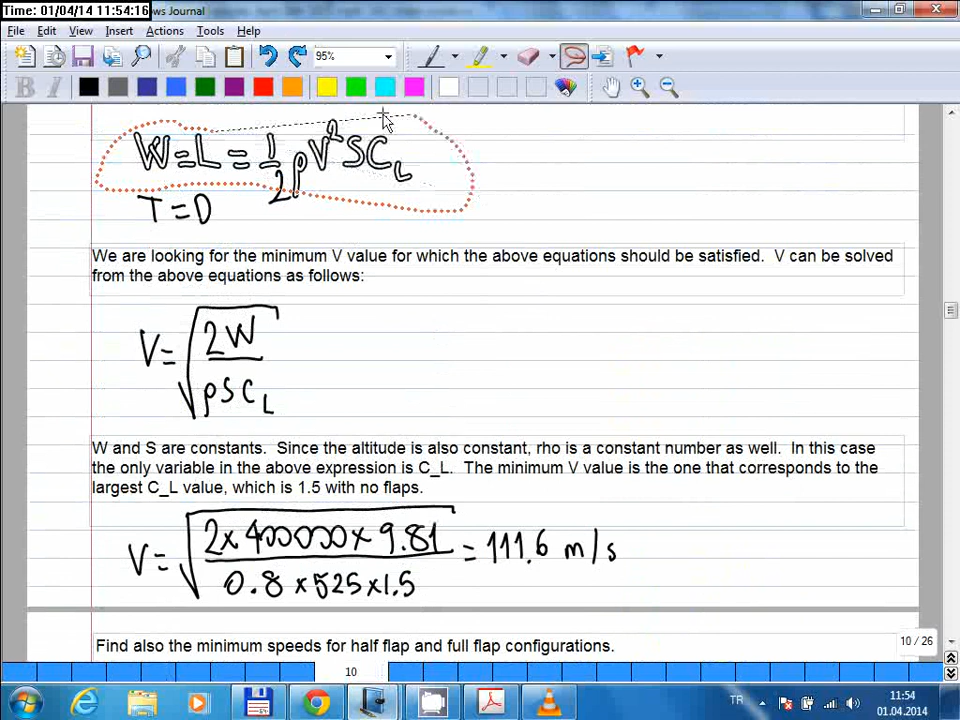 Time: 01/04/14 11:54:16
ws Journal
File Edit View Insert Actions Tools Help
95%
B I
W = L = 1/2 ρV²SC_L
T = D
We are looking for the minimum V value for which the above equations should be satisfied. V can be solved
from the above equations as follows:
V = √(2W / ρSC_L)
W and S are constants. Since the altitude is also constant, rho is a constant number as well. In this case
the only variable in the above expression is C_L. The minimum V value is the one that corresponds to the
largest C_L value, which is 1.5 with no flaps.
V = √(2 x 400000 x 9.81 / 0.8 x 525 x 1.5) = 111.6 m/s
Find also the minimum speeds for half flap and full flap configurations.
10 / 26
10
TR
11:54
01.04.2014